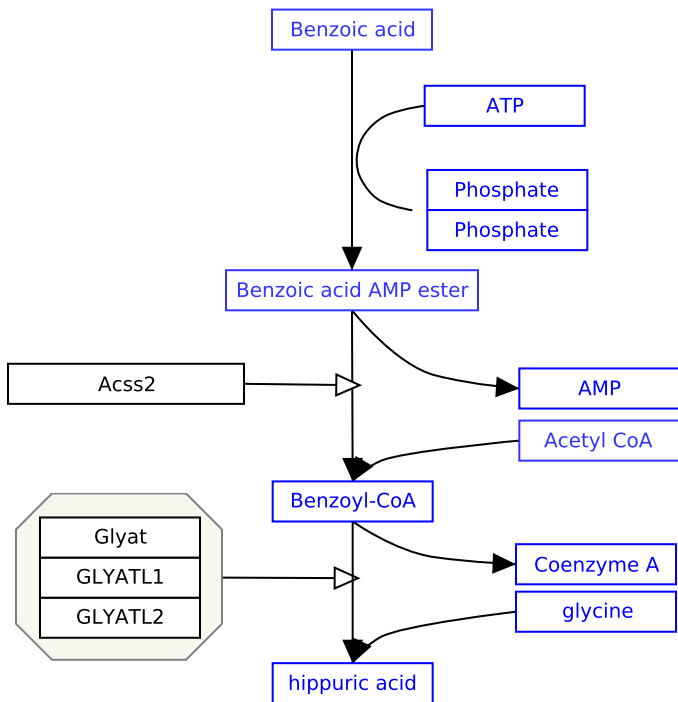 Benzoic acid
ATP
Phosphate
Phosphate
Benzoic acid AMP ester
Acss2
AMP
Acetyl CoA
Benzoyl-CoA
Glyat
GLYATL1
GLYATL2
Coenzyme A
glycine
hippuric acid